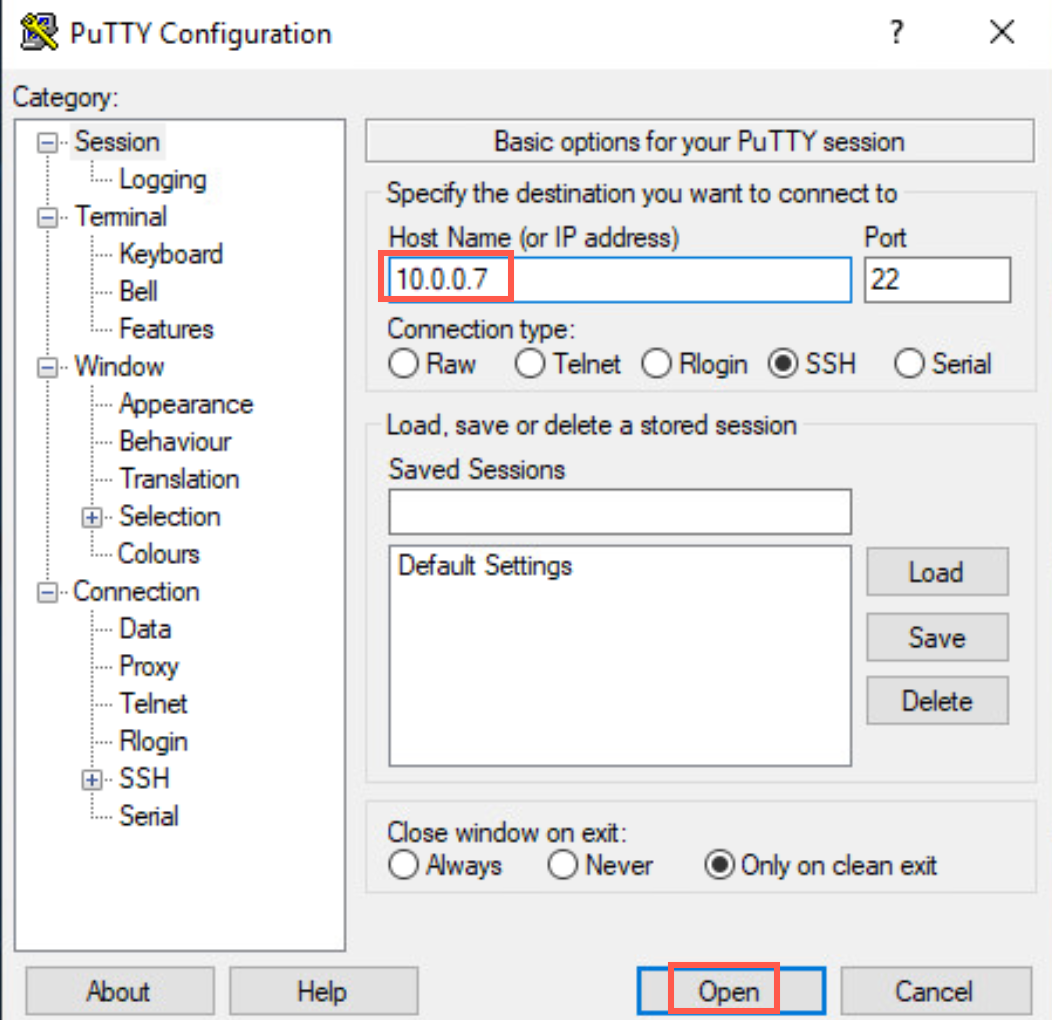 PuTTY Configuration
?
Category:
Session
Logging
Terminal
Keyboard
Bell
Features
Window
Appearance
Behaviour
Translation
Selection
Colours
Connection
Data
Proxy
Telnet
Rlogin
SSH
Serial
Basic options for your PuTTY session
Specify the destination you want to connect to
Host Name (or IP address) Port
10.0.0.7 22
Connection type:
Raw Telnet Rlogin SSH Serial
Load, save or delete a stored session
Saved Sessions
Default Settings
Load
Save
Delete
Close window on exit:
Always Never Only on clean exit
About Help Open Cancel